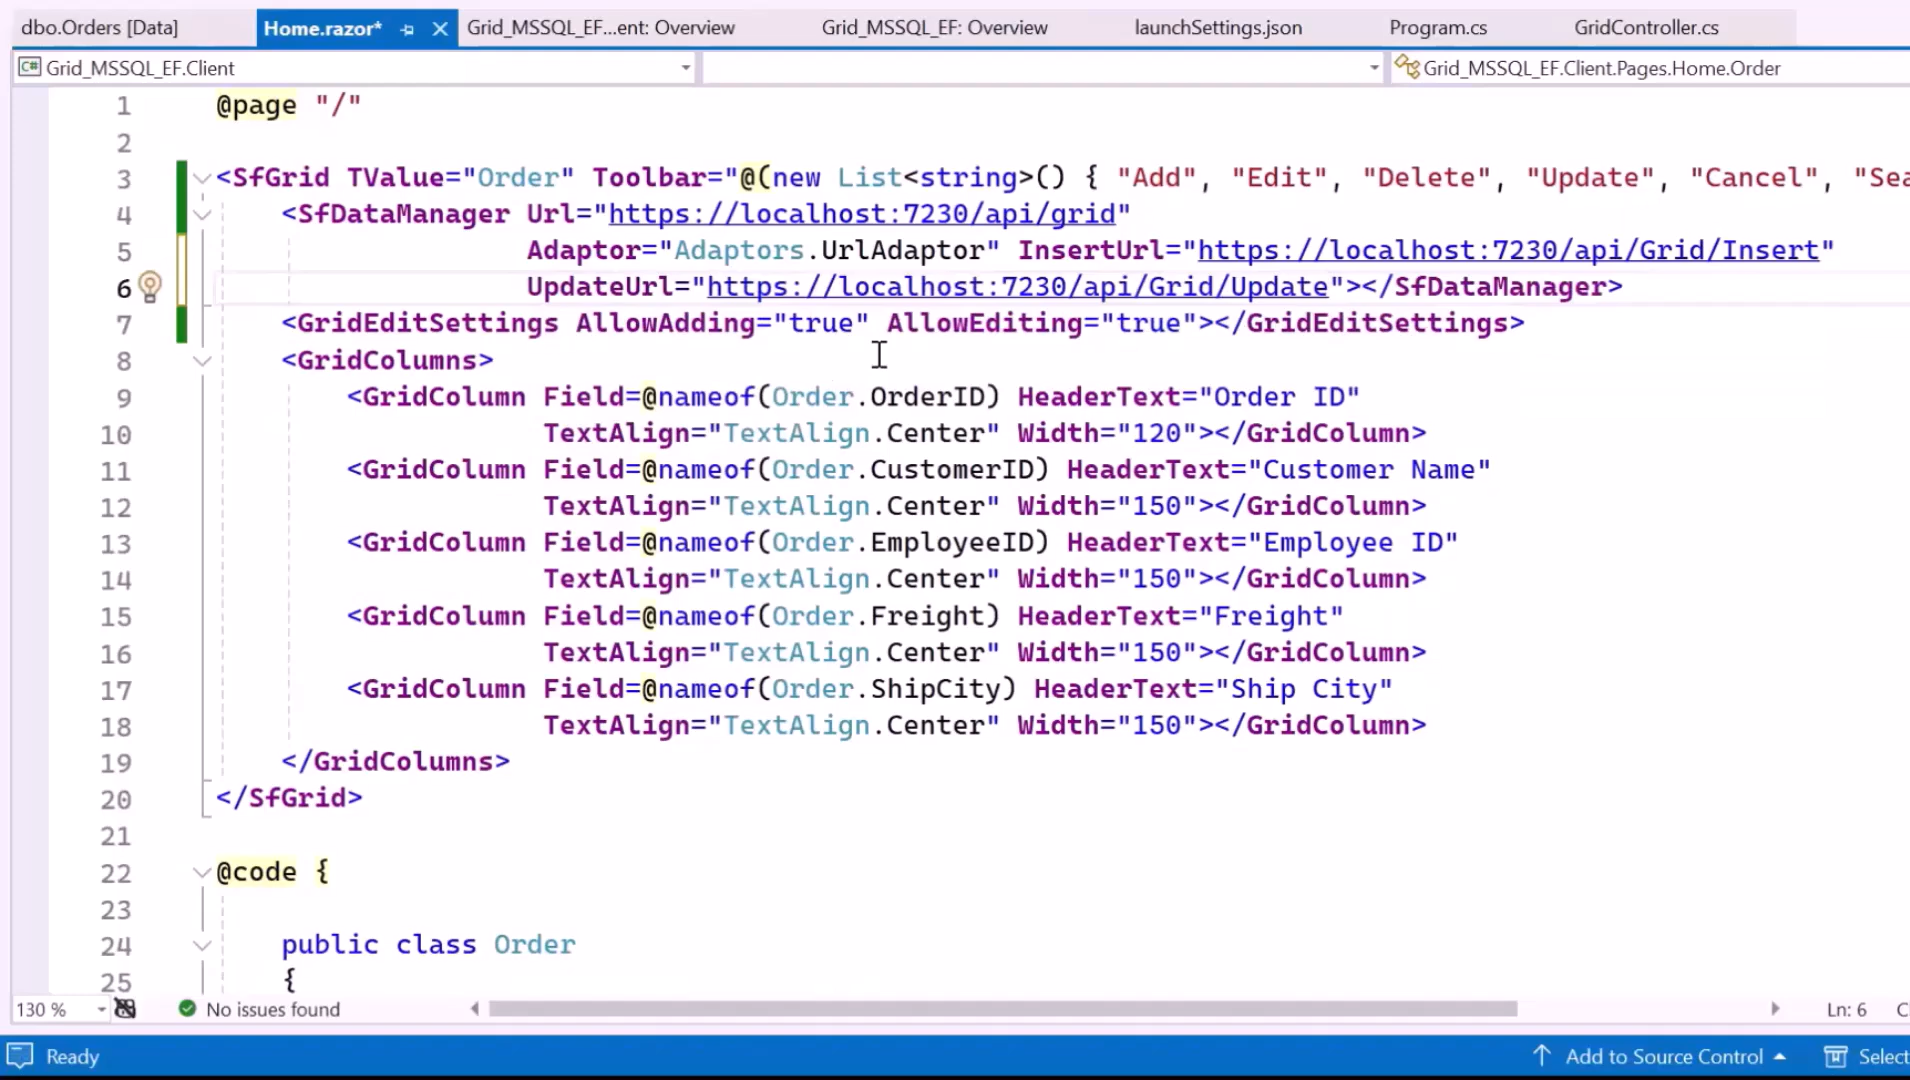 dbo.Orders [Data] Home.razor* Grid_MSSQL_EF...ent: Overview Grid_MSSQL_EF: Overview launchSettings.json Program.cs GridController.cs
C# Grid_MSSQL_EF.Client Grid_MSSQL_EF.Client.Pages.Home.Order
1 @page "/"
2
3 <SfGrid TValue="Order" Toolbar="@(new List<string>() { "Add", "Edit", "Delete", "Update", "Cancel", "Sea
4 <SfDataManager Url="https://localhost:7230/api/grid"
5 Adaptor="Adaptors.UrlAdaptor" InsertUrl="https://localhost:7230/api/Grid/Insert"
6 UpdateUrl="https://localhost:7230/api/Grid/Update"></SfDataManager>
7 <GridEditSettings AllowAdding="true" AllowEditing="true"></GridEditSettings>
8 <GridColumns>
9 <GridColumn Field=@nameof(Order.OrderID) HeaderText="Order ID"
10 TextAlign="TextAlign.Center" Width="120"></GridColumn>
11 <GridColumn Field=@nameof(Order.CustomerID) HeaderText="Customer Name"
12 TextAlign="TextAlign.Center" Width="150"></GridColumn>
13 <GridColumn Field=@nameof(Order.EmployeeID) HeaderText="Employee ID"
14 TextAlign="TextAlign.Center" Width="150"></GridColumn>
15 <GridColumn Field=@nameof(Order.Freight) HeaderText="Freight"
16 TextAlign="TextAlign.Center" Width="150"></GridColumn>
17 <GridColumn Field=@nameof(Order.ShipCity) HeaderText="Ship City"
18 TextAlign="TextAlign.Center" Width="150"></GridColumn>
19 </GridColumns>
20 </SfGrid>
21
22 @code {
23
24 public class Order
25 {
130 % No issues found Ln: 6 C
Ready Add to Source Control Select